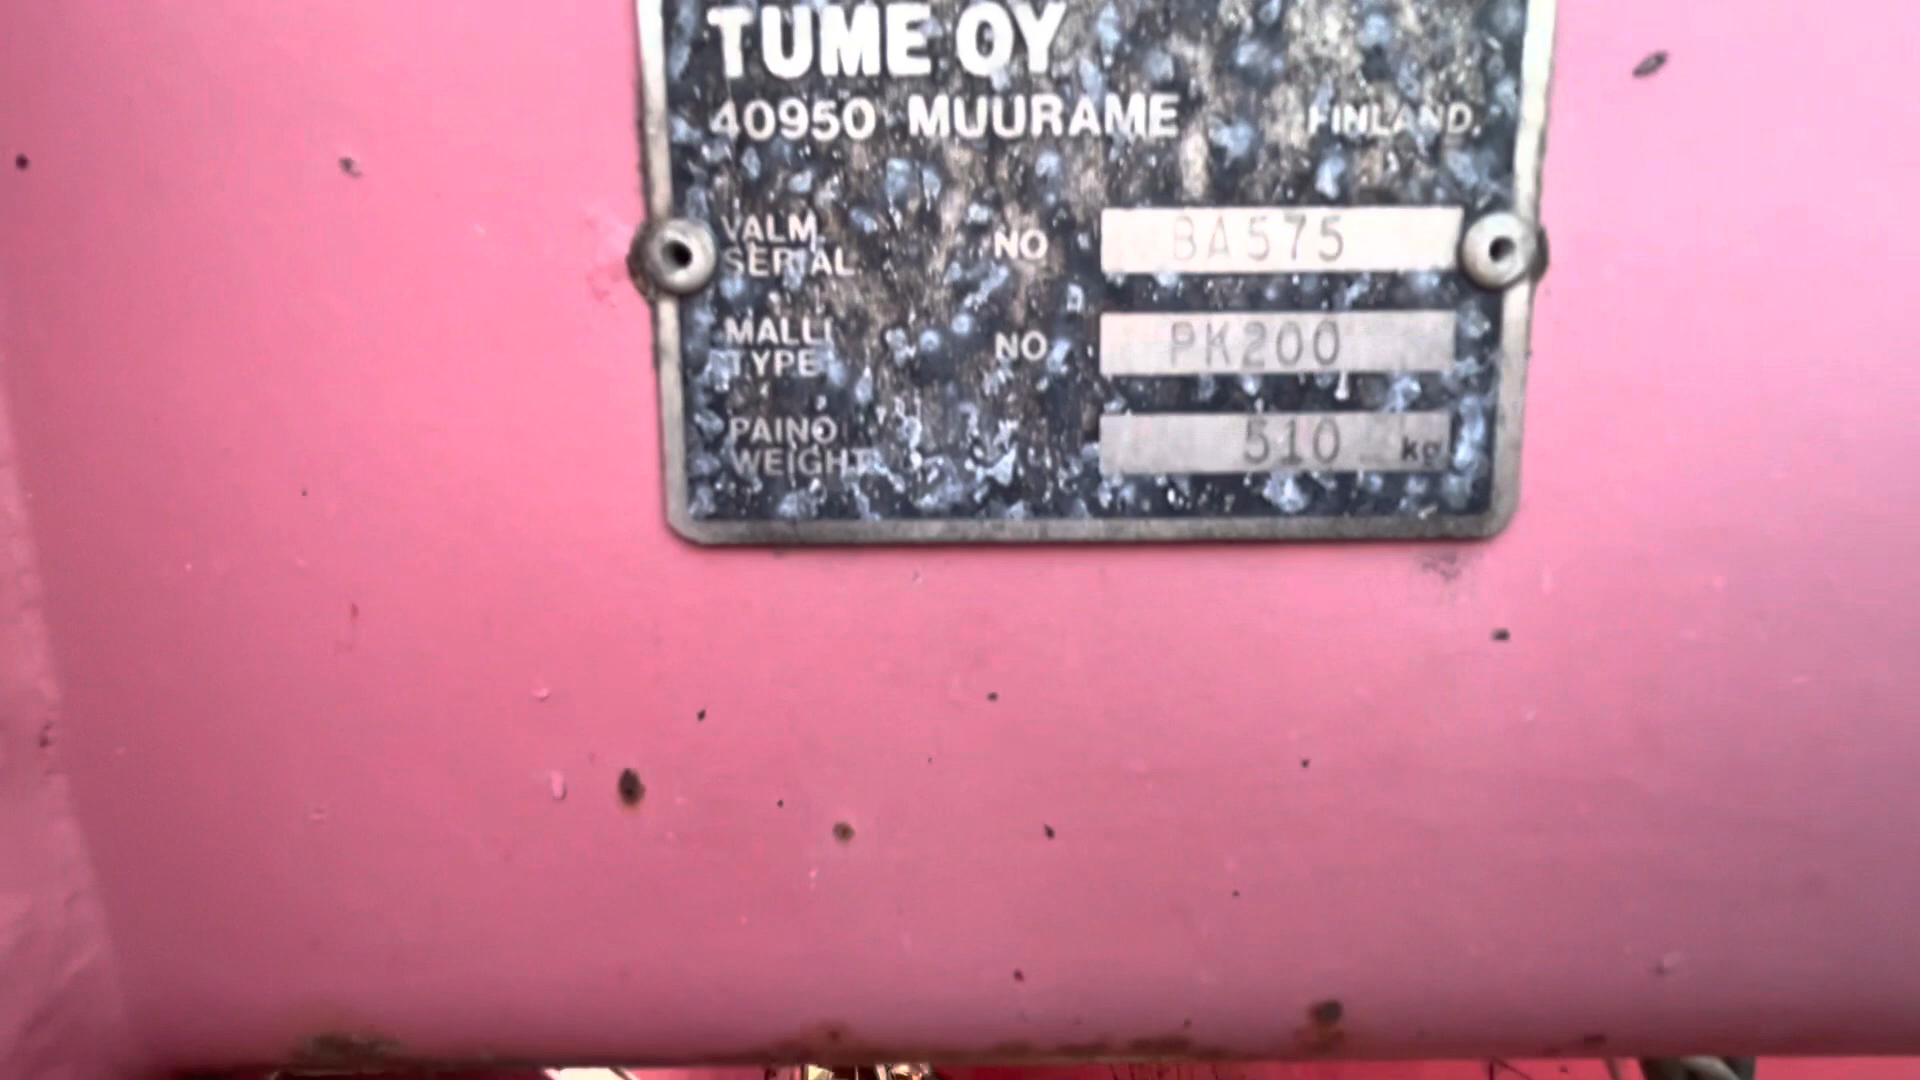 TUME OY
40950 MUURAME FINLAND.
VALM.
SERIAL NO BA575
MALLI
TYPE NO PK200
PAINO
WEIGHT 510 kg